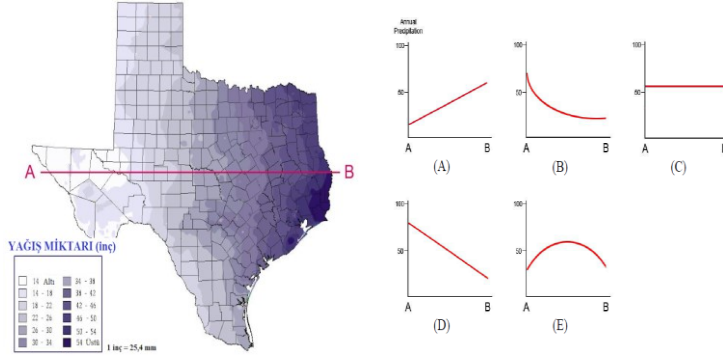 A
B
YAĞIŞ MİKTARI (inç)
14 Altı
14 - 18
18 - 22
22 - 26
26 - 30
30 - 34
34 - 38
38 - 42
42 - 46
46 - 50
50 - 54
54 Üstü
1 inç = 25,4 mm
Annual
Precipitation
100
50
A
B
(A)
100
50
A
B
(B)
100
50
A
(C)
100
50
A
B
(D)
100
50
A
B
(E)